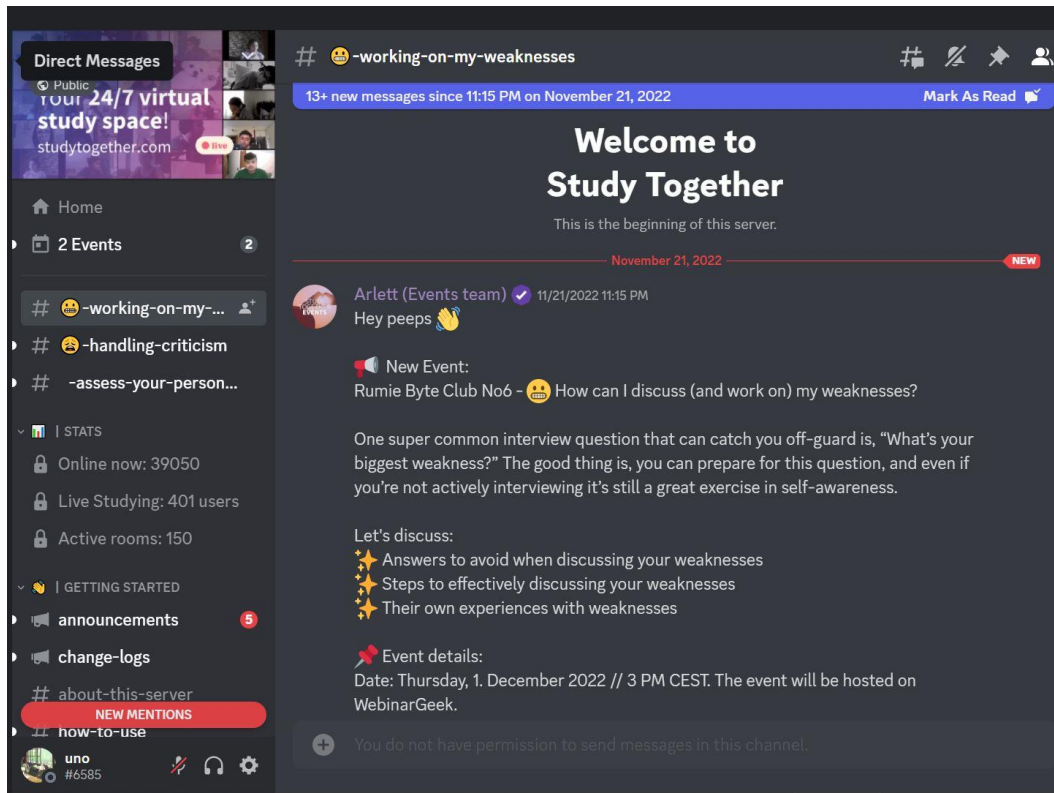 Direct Messages
Public
Your 24/7 virtual
study space!
studytogether.com
live
Home
2 Events
2
# 😬-working-on-my-...
# 😩-handling-criticism
# -assess-your-person...
📊 | STATS
Online now: 39050
Live Studying: 401 users
Active rooms: 150
👋 | GETTING STARTED
announcements
5
change-logs
# about-this-server
NEW MENTIONS
# how-to-use
uno
#6585
# 😬-working-on-my-weaknesses
13+ new messages since 11:15 PM on November 21, 2022
Mark As Read
Welcome to
Study Together
This is the beginning of this server.
November 21, 2022
NEW
EVENTS
Arlett (Events team) 11/21/2022 11:15 PM
Hey peeps 👋
📢 New Event:
Rumie Byte Club No6 - 😬 How can I discuss (and work on) my weaknesses?
One super common interview question that can catch you off-guard is, “What’s your
biggest weakness?” The good thing is, you can prepare for this question, and even if
you’re not actively interviewing it’s still a great exercise in self-awareness.
Let's discuss:
✨ Answers to avoid when discussing your weaknesses
✨ Steps to effectively discussing your weaknesses
✨ Their own experiences with weaknesses
📌 Event details:
Date: Thursday, 1. December 2022 // 3 PM CEST. The event will be hosted on
WebinarGeek.
You do not have permission to send messages in this channel.